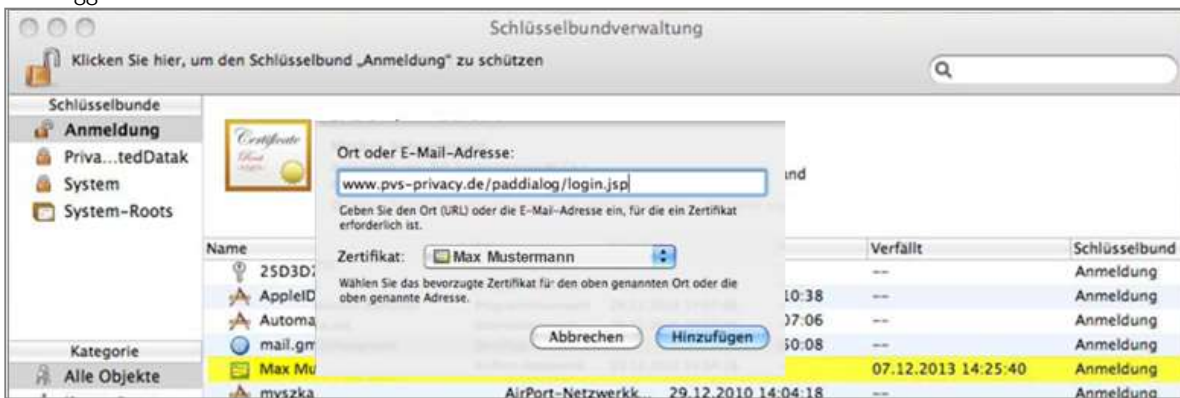 Schlüsselbundverwaltung
Klicken Sie hier, um den Schlüsselbund „Anmeldung“ zu schützen
Schlüsselbunde
Anmeldung
Priva...tedDatak
System
System-Roots
Kategorie
Alle Objekte
Certificate
Root
Ort oder E-Mail-Adresse:
www.pvs-privacy.de/paddialog/login.jsp
Geben Sie den Ort (URL) oder die E-Mail-Adresse ein, für die ein Zertifikat
erforderlich ist.
Zertifikat: Max Mustermann
Wählen Sie das bevorzugte Zertifikat für den oben genannten Ort oder die
oben genannte Adresse.
Abbrechen Hinzufügen
Name Verfällt Schlüsselbund
25D3D -- Anmeldung
AppleID 10:38 -- Anmeldung
Automa 07:06 -- Anmeldung
mail.gm 50:08 -- Anmeldung
Max Mu 07.12.2013 14:25:40 Anmeldung
myszka AirPort-Netzwerkk... 29.12.2010 14:04:18 -- Anmeldung